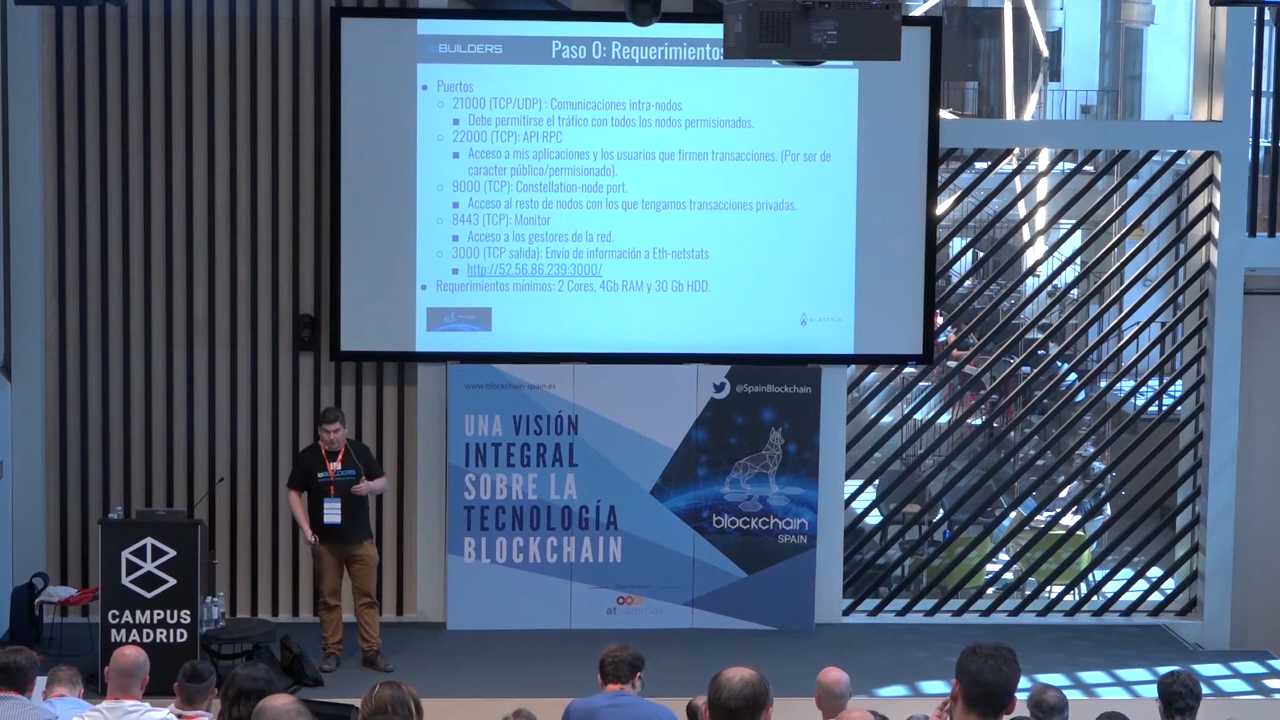 ioBUILDERS
Paso 0: Requerimientos
Puertos
21000 (TCP/UDP) : Comunicaciones intra-nodos
Debe permitirse el tráfico con todos los nodos permisionados.
22000 (TCP): API RPC
Acceso a mis aplicaciones y los usuarios que firmen transacciones. (Por ser de
caracter público/permisionado).
9000 (TCP): Constellation-node port.
Acceso al resto de nodos con los que tengamos transacciones privadas.
8443 (TCP): Monitor
Acceso a los gestores de la red.
3000 (TCP salida): Envío de información a Eth-netstats
http://52.56.86.239:3000/
Requerimientos mínimos: 2 Cores, 4Gb RAM y 30 Gb HDD.
ALASTRIA
www.blockchain-spain.es
@SpainBlockchain
UNA VISIÓN
INTEGRAL
SOBRE LA
TECNOLOGÍA
BLOCKCHAIN
blockchain
SPAIN
atSistemas
ioBUILDERS
CAMPUS
MADRID